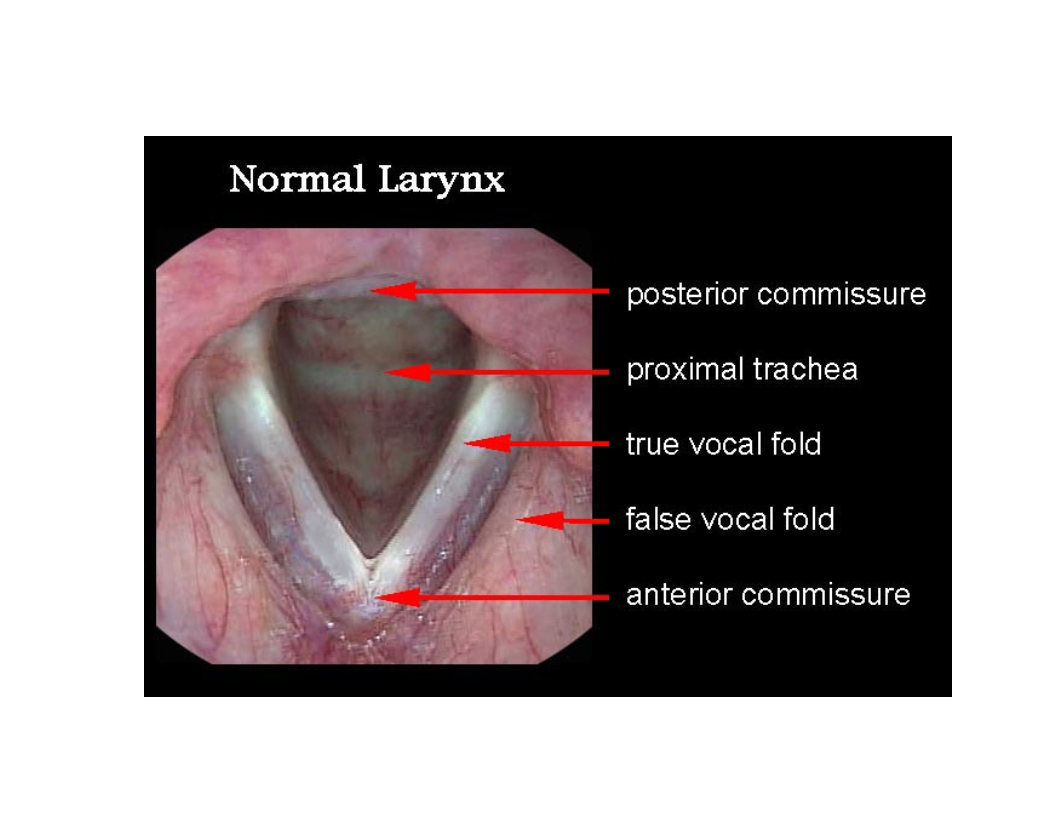 Normal Larynx
posterior commissure
proximal trachea
true vocal fold
false vocal fold
anterior commissure